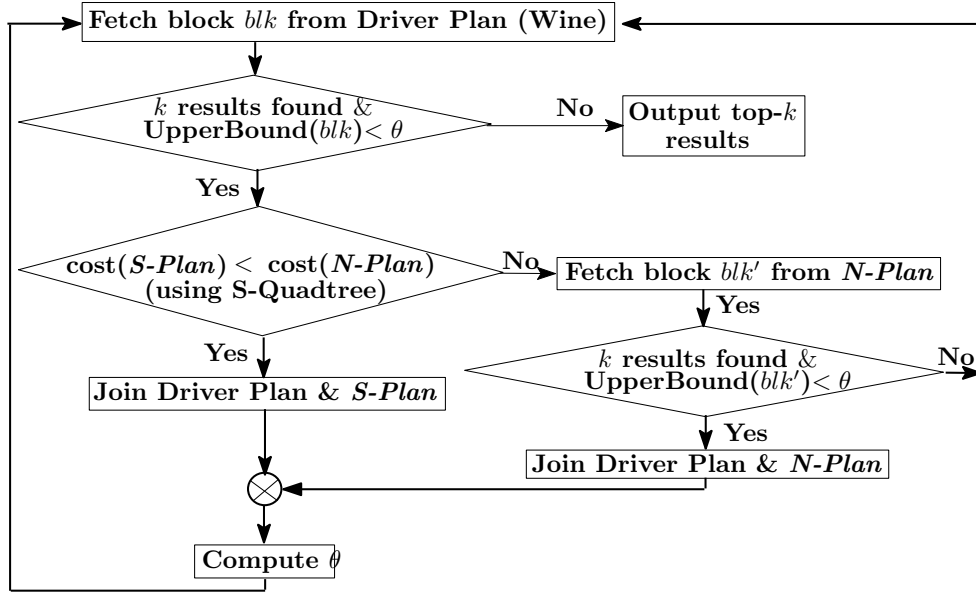 Fetch block blk from Driver Plan (Wine)
k results found &
UpperBound(blk)< θ
No
Output top-k
results
Yes
cost(S-Plan) < cost(N-Plan)
(using S-Quadtree)
No
Fetch block blk′ from N-Plan
Yes
k results found &
UpperBound(blk′)< θ
No
Yes
Join Driver Plan & S-Plan
Yes
Join Driver Plan & N-Plan
Compute θ